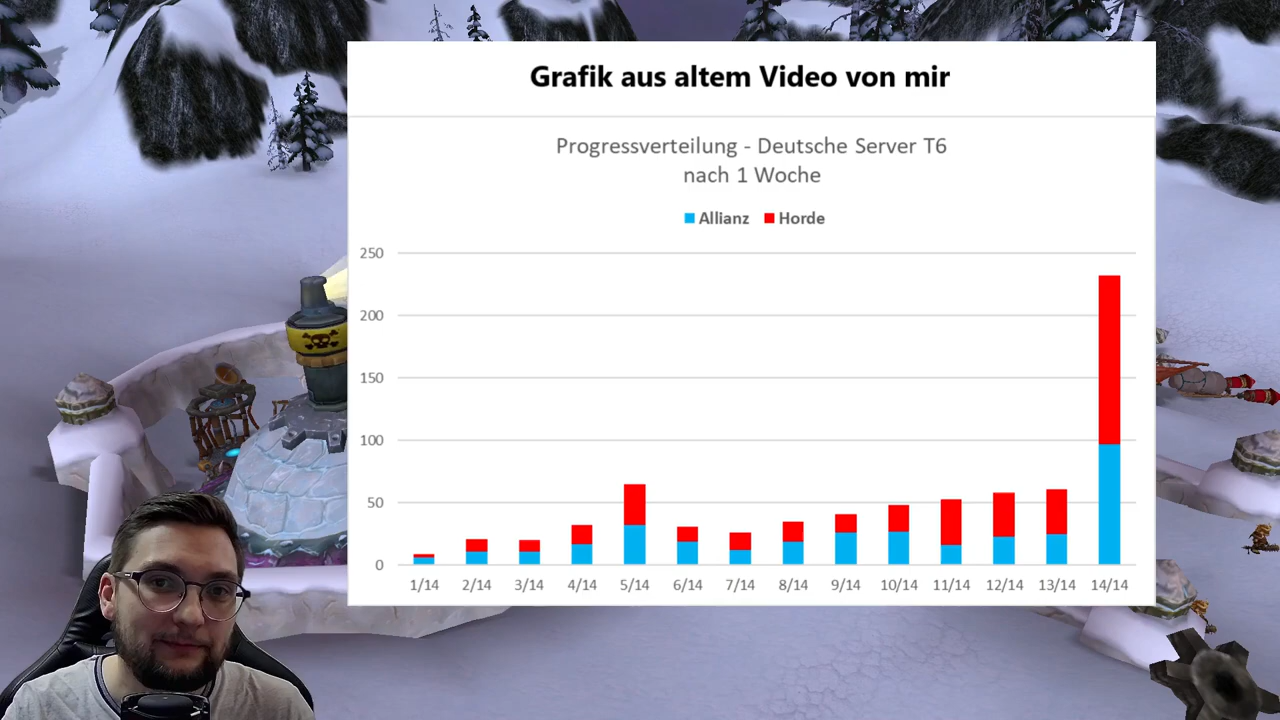 Grafik aus altem Video von mir
Progressverteilung - Deutsche Server T6
nach 1 Woche
Allianz Horde
250
200
150
100
50
0
1/14 2/14 3/14 4/14 5/14 6/14 7/14 8/14 9/14 10/14 11/14 12/14 13/14 14/14